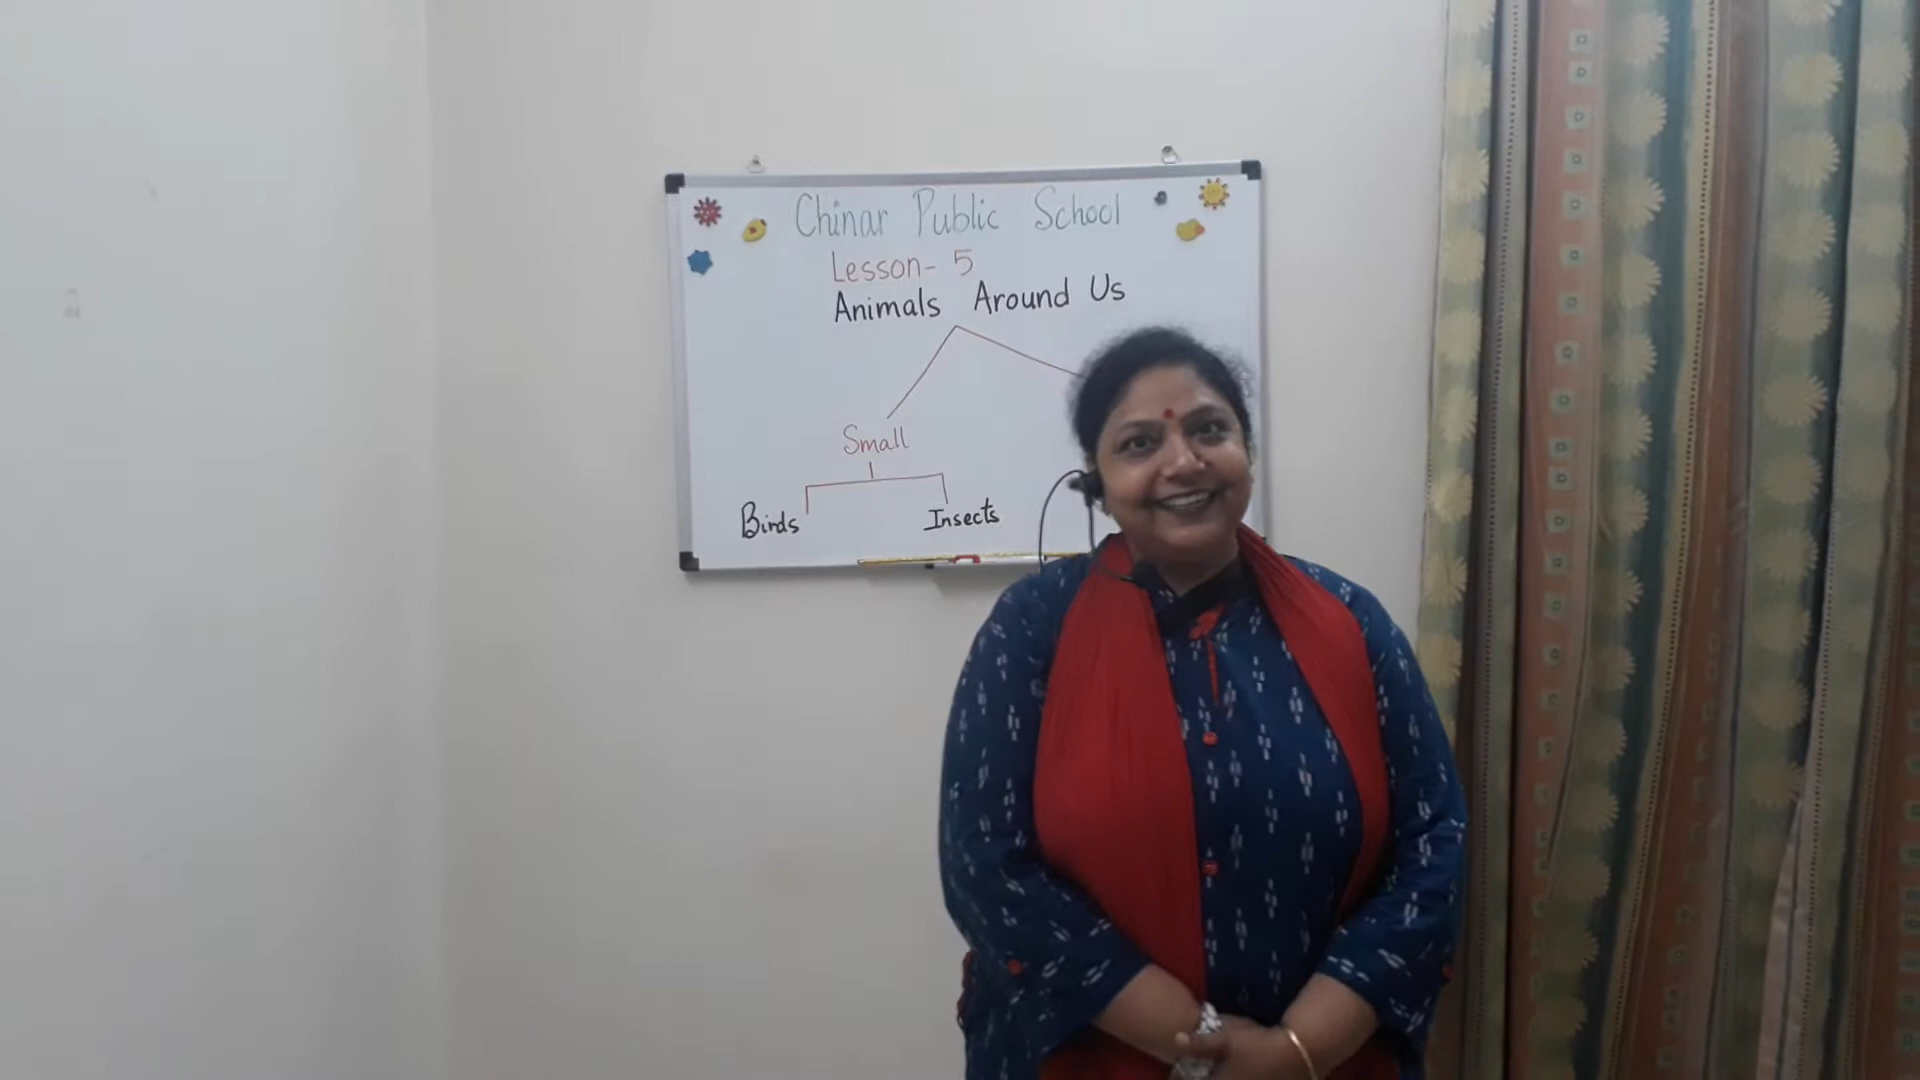 Chinar Public School
Lesson- 5
Animals Around Us
Small
Birds Insects